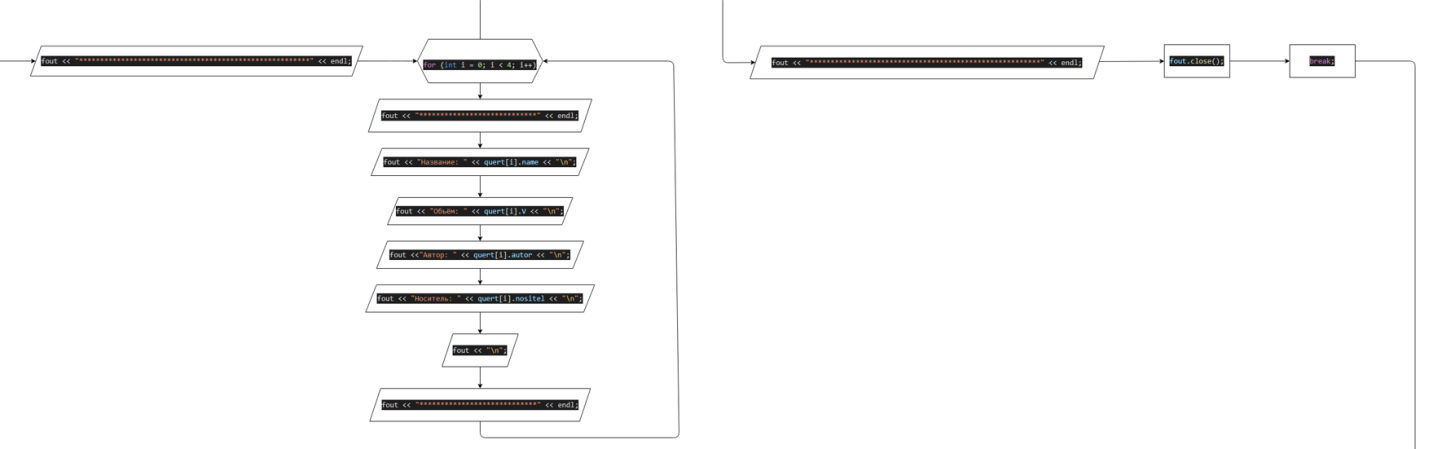 fout << "*******************************************************" << endl;
for (int i = 0; i < 4; i++)
fout << "****************************" << endl;
fout << "Название: " << quert[i].name << "\n";
fout << "Объём: " << quert[i].V << "\n";
fout <<"Автор: " << quert[i].autor << "\n";
fout << "Носитель: " << quert[i].nositel << "\n";
fout << "\n";
fout << "****************************" << endl;
fout << "*******************************************************" << endl;
fout.close();
break;